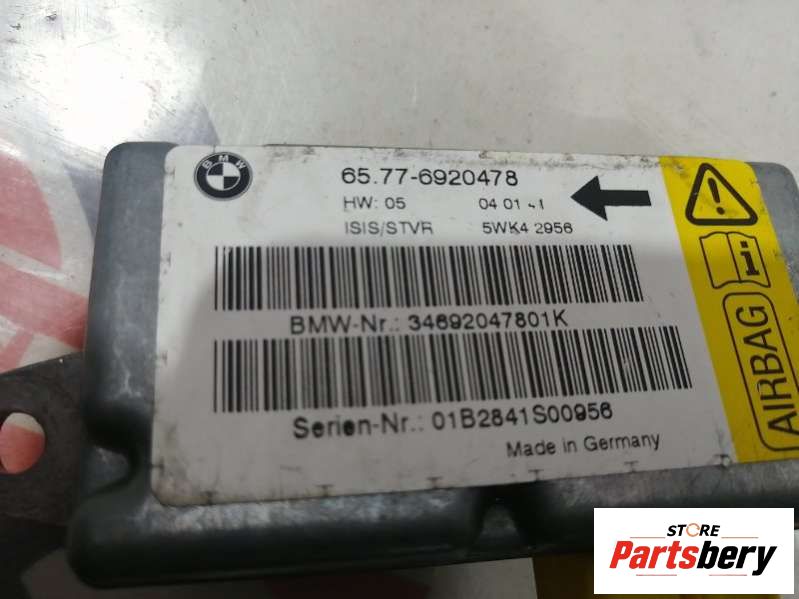 BMW
65.77-6920478
HW: 05
ISIS/STVR 5WK4 2956
BMW-Nr.: 34692047801K
Serien-Nr.: 01B2841S00956
Made in Germany
i
AIRBAG
STORE
Partsbery